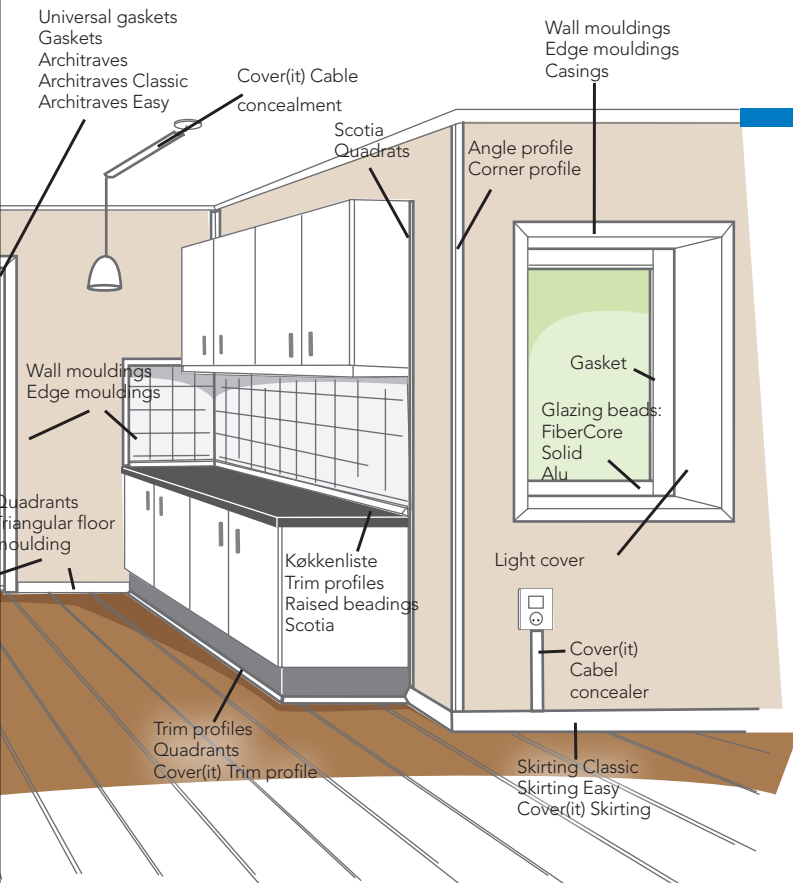 Universal gaskets
Gaskets
Architraves
Architraves Classic
Architraves Easy
Cover(it) Cable
concealment
Scotia
Quadrats
Wall mouldings
Edge mouldings
Casings
Angle profile
Corner profile
Wall mouldings
Edge mouldings
Gasket
Glazing beads:
FiberCore
Solid
Alu
Quadrants
Triangular floor
moulding
Light cover
Køkkenliste
Trim profiles
Raised beadings
Scotia
Cover(it)
Cabel
concealer
Trim profiles
Quadrants
Cover(it) Trim profile
Skirting Classic
Skirting Easy
Cover(it) Skirting